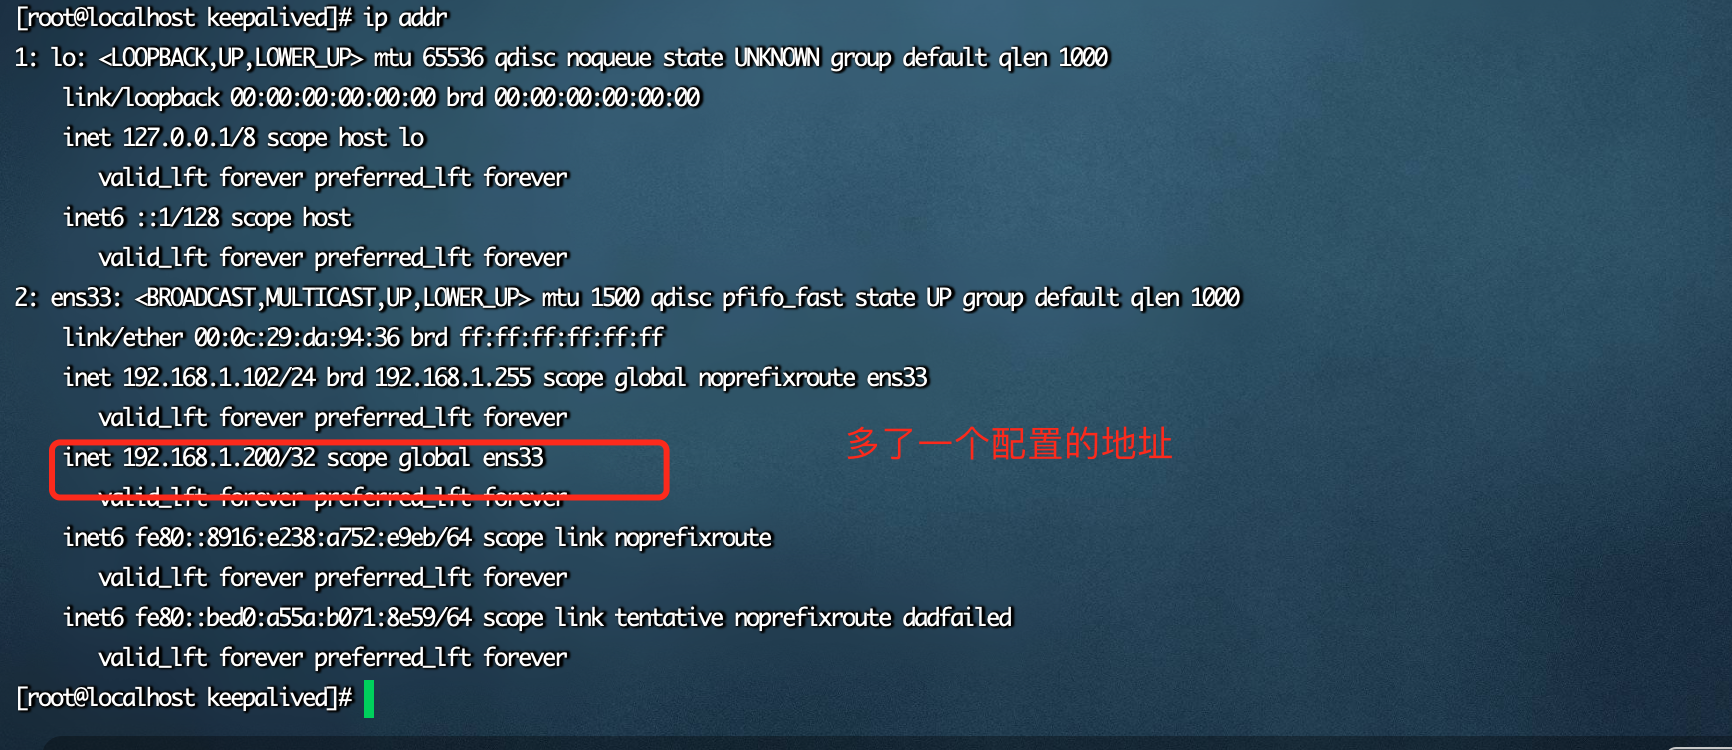 [root@localhost keepalived]# ip addr
1: lo: <LOOPBACK,UP,LOWER_UP> mtu 65536 qdisc noqueue state UNKNOWN group default qlen 1000
link/loopback 00:00:00:00:00:00 brd 00:00:00:00:00:00
inet 127.0.0.1/8 scope host lo
valid_lft forever preferred_lft forever
inet6 ::1/128 scope host
valid_lft forever preferred_lft forever
2: ens33: <BROADCAST,MULTICAST,UP,LOWER_UP> mtu 1500 qdisc pfifo_fast state UP group default qlen 1000
link/ether 00:0c:29:da:94:36 brd ff:ff:ff:ff:ff:ff
inet 192.168.1.102/24 brd 192.168.1.255 scope global noprefixroute ens33
valid_lft forever preferred_lft forever
多了一个配置的地址
inet 192.168.1.200/32 scope global ens33
valid_lft forever preferred_lft forever
inet6 fe80::8916:e238:a752:e9eb/64 scope link noprefixroute
valid_lft forever preferred_lft forever
inet6 fe80::bed0:a55a:b071:8e59/64 scope link tentative noprefixroute dadfailed
valid_lft forever preferred_lft forever
[root@localhost keepalived]#